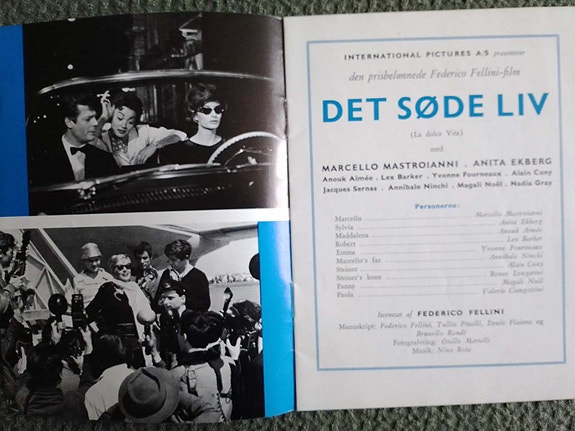 INTERNATIONAL PICTURES A/S præsenterer
den prisbelønnede Federico Fellini-film
DET SØDE LIV
(La dolce Vita)
med
MARCELLO MASTROIANNI . ANITA EKBERG
Anouk Aimée . Lex Barker . Yvonne Fourneaux . Alain Cuny
Jacques Sernas . Annibale Ninchi . Magali Noël . Nadia Gray
Personerne:
Marcello Marcello Mastroianni
Sylvia Anita Ekberg
Maddalena Anouk Aimée
Robert Lex Barker
Emma Yvonne Fourneaux
Marcello's far Annibale Ninchi
Steiner Alain Cuny
Steiner's kone Renée Longarini
Fanny Magali Noël
Paola Valeria Ciangottini
Iscenesat af FEDERICO FELLINI
Manuskript: Federico Fellini, Tullio Pinelli, Ennio Flaiano og
Brunello Rondi
Fotografering: Otello Martelli
Musik: Nino Rota